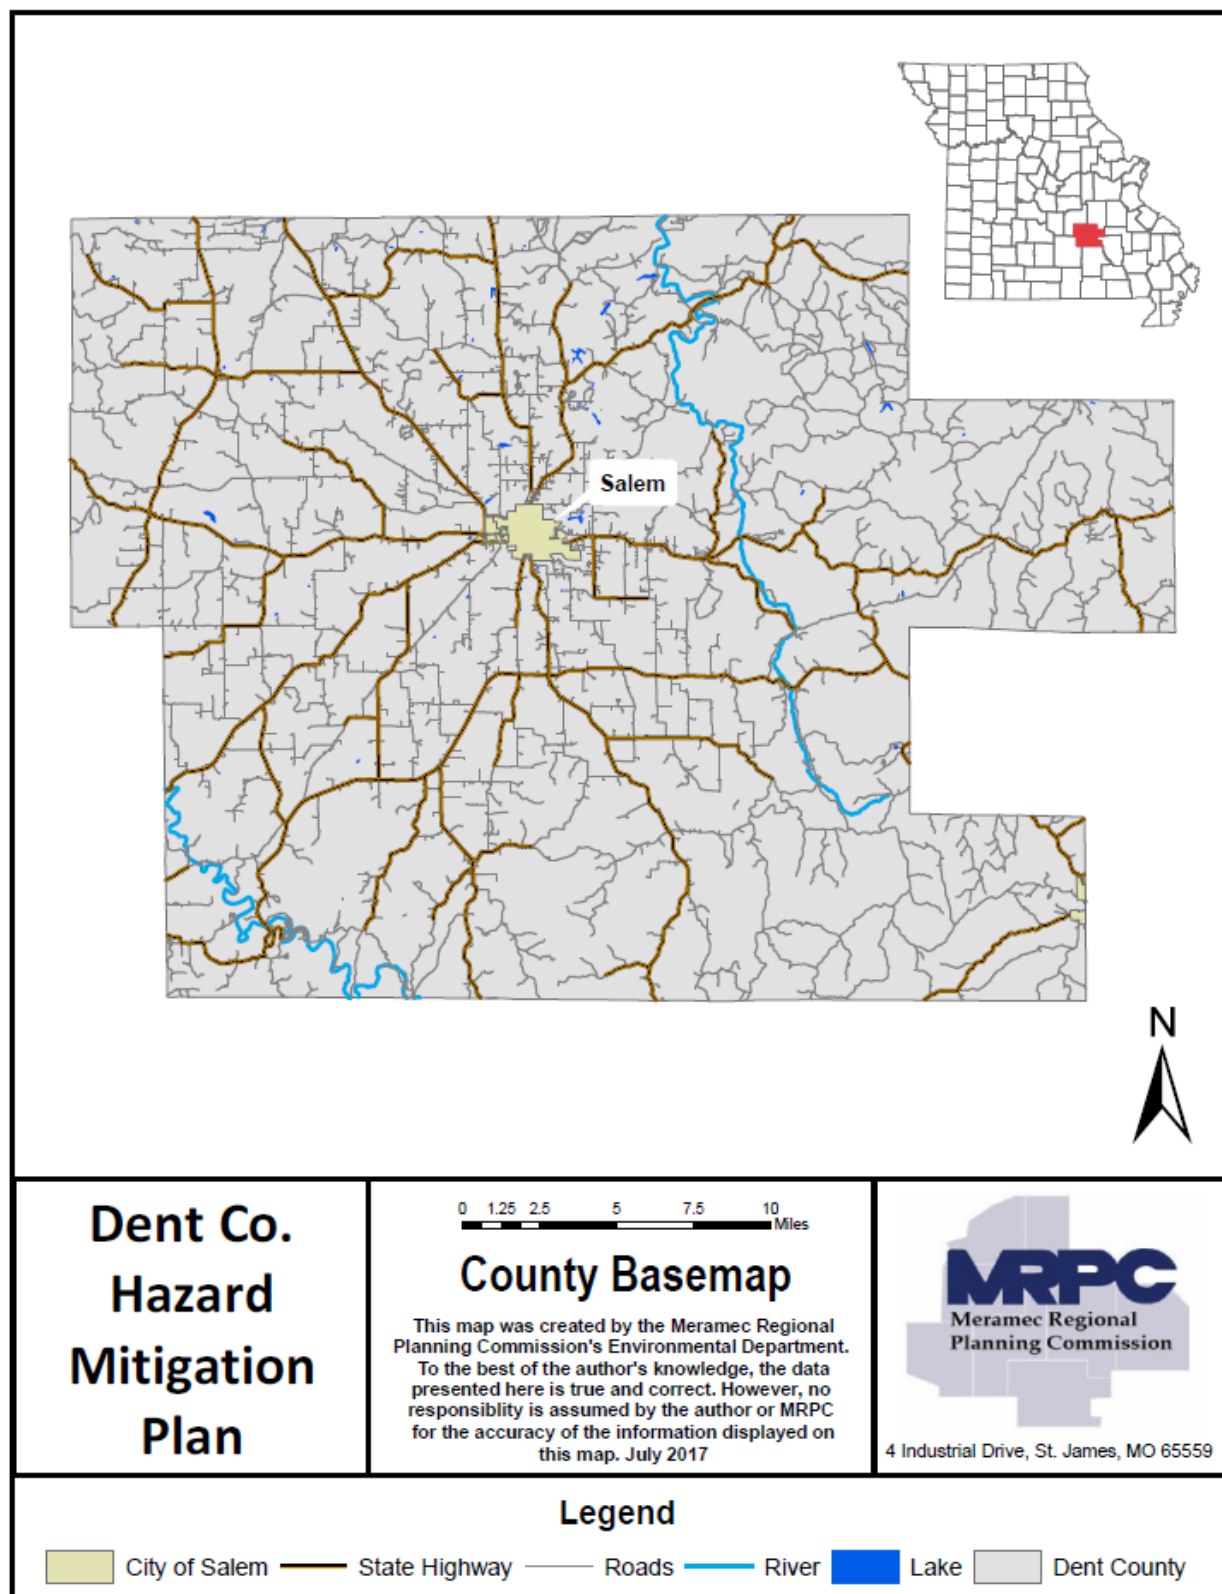 Salem
N
Dent Co.
Hazard
Mitigation
Plan
0 1.25 2.5 5 7.5 10
Miles
County Basemap
This map was created by the Meramec Regional
Planning Commission's Environmental Department.
To the best of the author's knowledge, the data
presented here is true and correct. However, no
responsiblity is assumed by the author or MRPC
for the accuracy of the information displayed on
this map. July 2017
MRPC
Meramec Regional
Planning Commission
4 Industrial Drive, St. James, MO 65559
Legend
City of Salem State Highway Roads River Lake Dent County